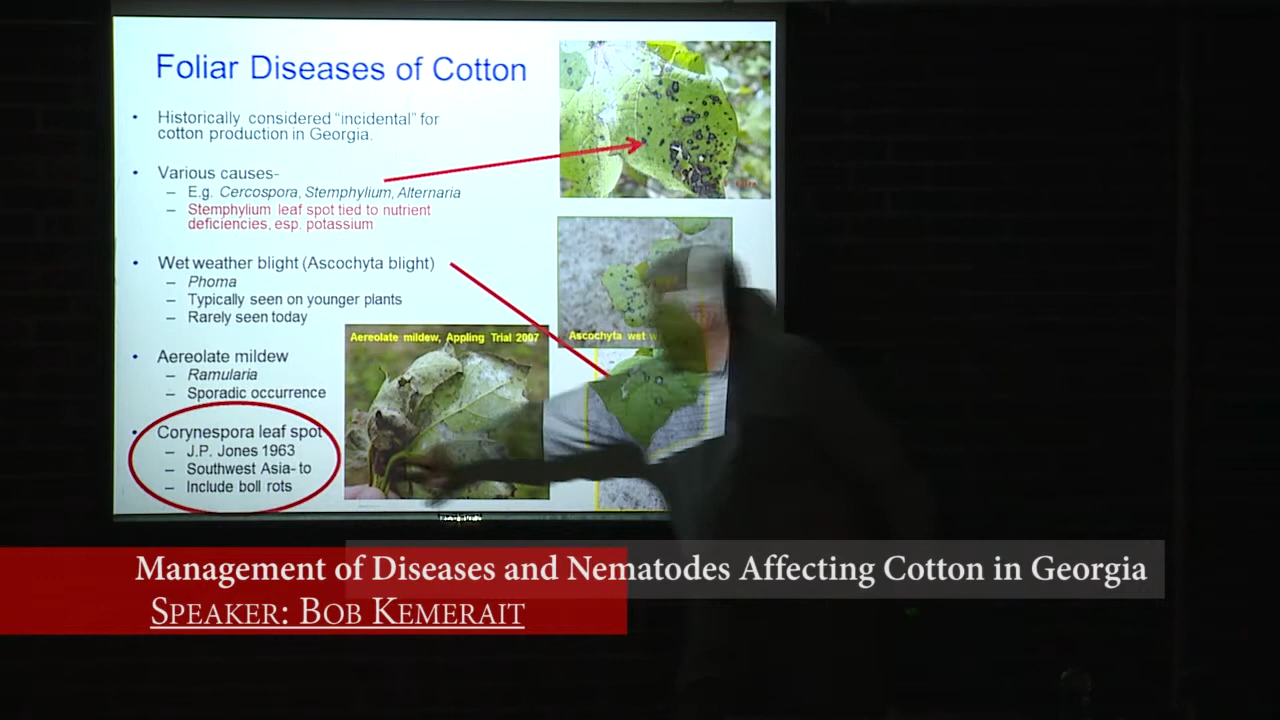 Foliar Diseases of Cotton
• Historically considered "incidental" for
cotton production in Georgia.
• Various causes-
– E.g. Cercospora, Stemphylium, Alternaria
– Stemphylium leaf spot tied to nutrient
deficiencies, esp. potassium
• Wet weather blight (Ascochyta blight)
– Phoma
– Typically seen on younger plants
– Rarely seen today
• Aereolate mildew
– Ramularia
– Sporadic occurrence
• Corynespora leaf spot
– J.P. Jones 1963
– Southwest Asia- to
– Include boll rots
Aereolate mildew, Appling Trial 2007
Ascochyta wet
Management of Diseases and Nematodes Affecting Cotton in Georgia
SPEAKER: BOB KEMERAIT